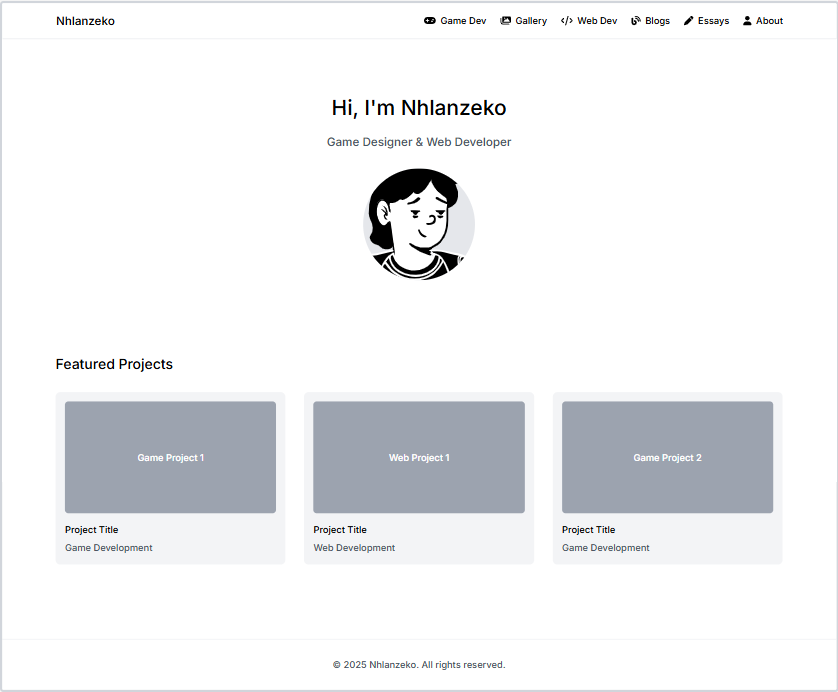 Nhlanzeko
Game Dev
Gallery
Web Dev
Blogs
Essays
About
Hi, I'm Nhlanzeko
Game Designer & Web Developer
Featured Projects
Game Project 1
Project Title
Game Development
Web Project 1
Project Title
Web Development
Game Project 2
Project Title
Game Development
© 2025 Nhlanzeko. All rights reserved.